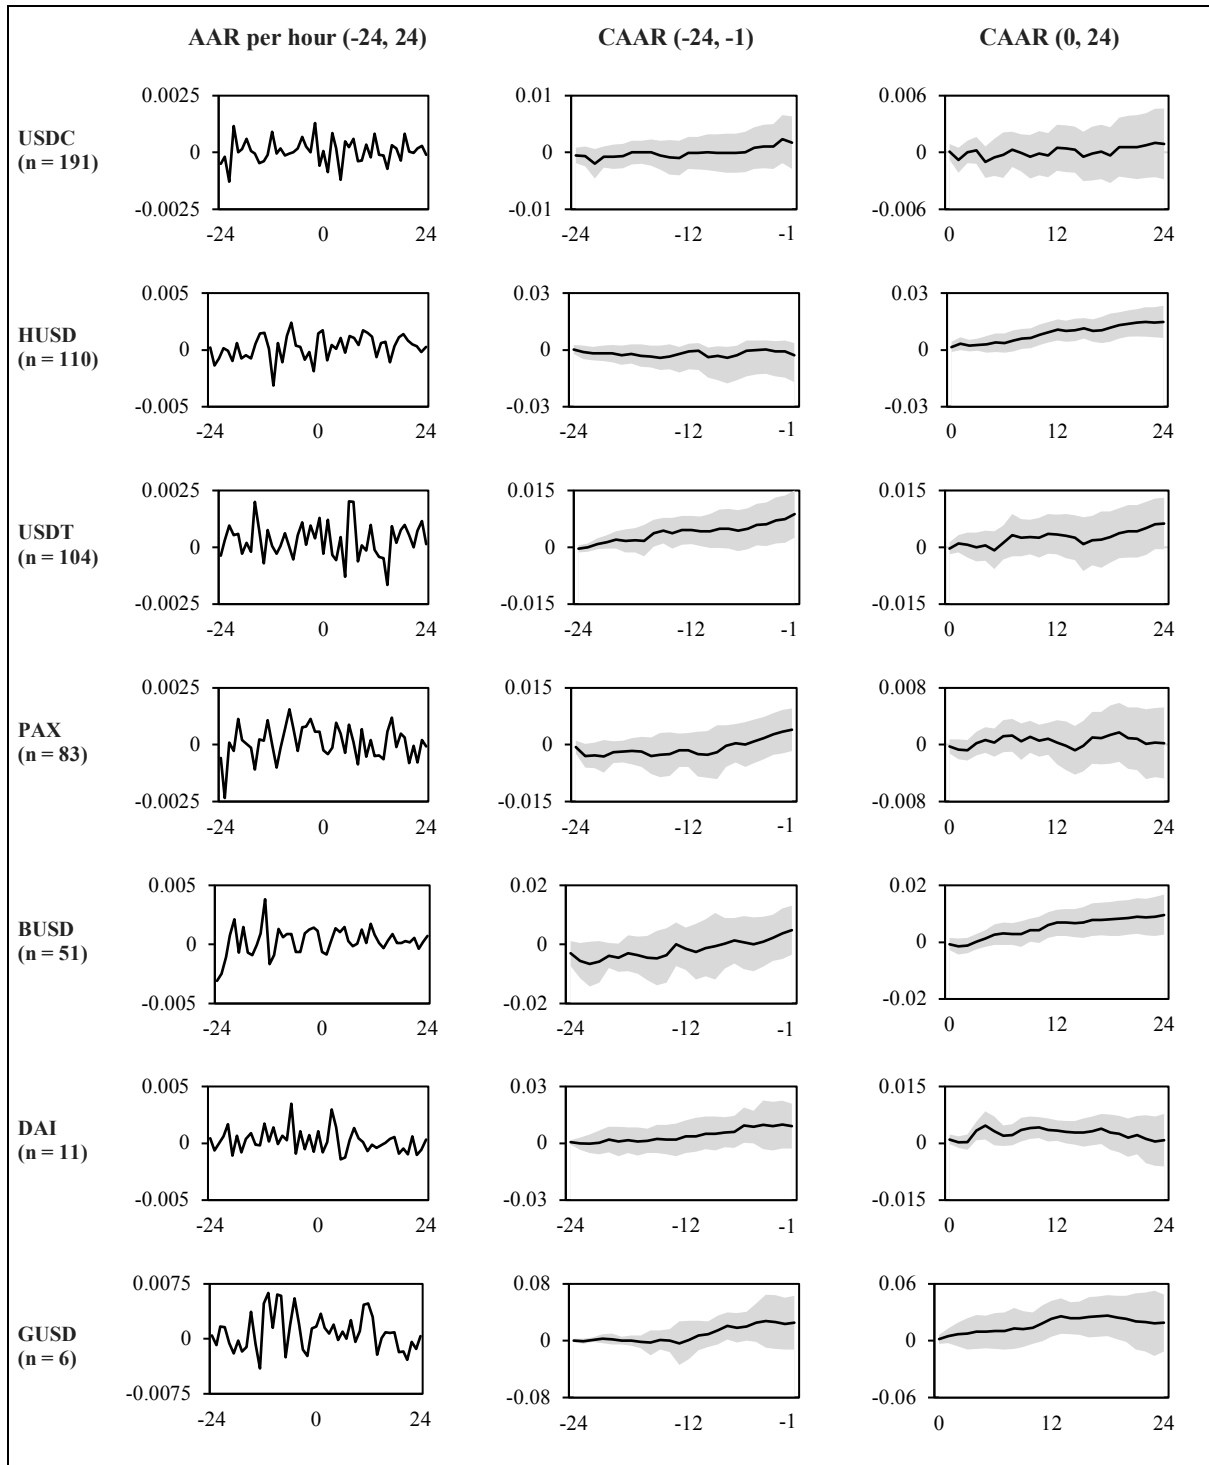 AAR per hour (-24, 24) CAAR (-24, -1) CAAR (0, 24)
USDC
(n = 191)
0.0025
0
-0.0025
-24 0 24
0.01
0
-0.01
-24 -12 -1
0.006
0
-0.006
0 12 24
HUSD
(n = 110)
0.005
0
-0.005
-24 0 24
0.03
0
-0.03
-24 -12 -1
0.03
0
-0.03
0 12 24
USDT
(n = 104)
0.0025
0
-0.0025
-24 0 24
0.015
0
-0.015
-24 -12 -1
0.015
0
-0.015
0 12 24
PAX
(n = 83)
0.0025
0
-0.0025
-24 0 24
0.015
0
-0.015
-24 -12 -1
0.008
0
-0.008
0 12 24
BUSD
(n = 51)
0.005
0
-0.005
-24 0 24
0.02
0
-0.02
-24 -12 -1
0.02
0
-0.02
0 12 24
DAI
(n = 11)
0.005
0
-0.005
-24 0 24
0.03
0
-0.03
-24 -12 -1
0.015
0
-0.015
0 12 24
GUSD
(n = 6)
0.0075
0
-0.0075
-24 0 24
0.08
0
-0.08
-24 -12 -1
0.06
0
-0.06
0 12 24